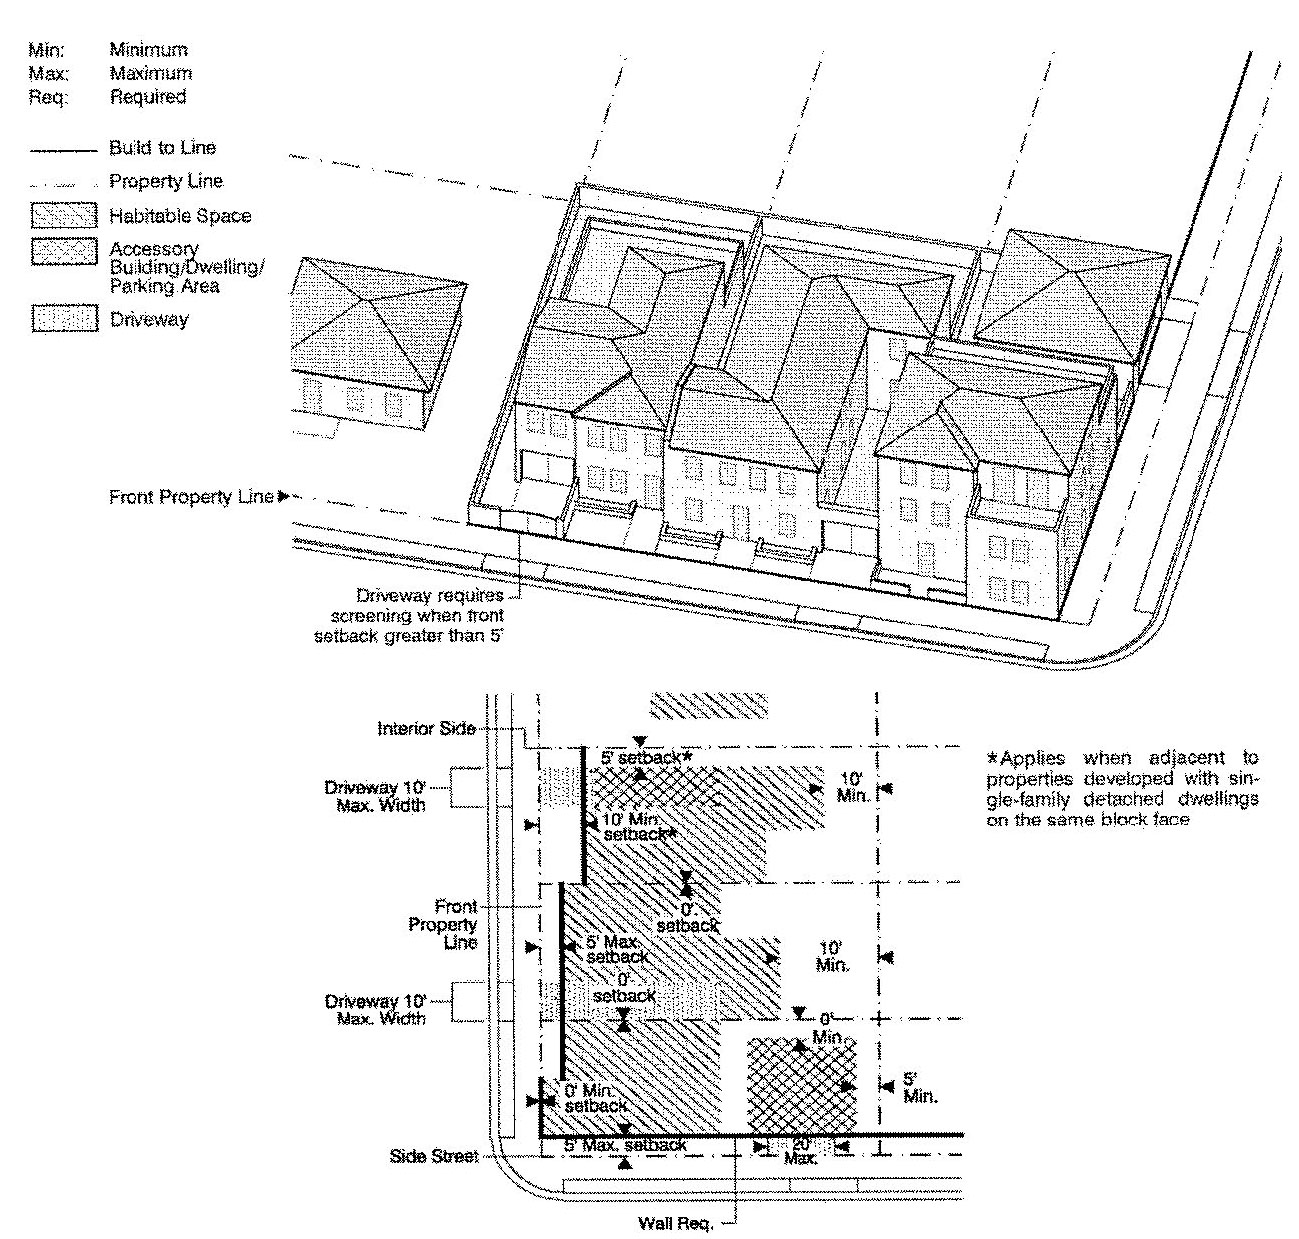 Min: Minimum
Max: Maximum
Req: Required
Build to Line
Property Line
Habitable Space
Accessory
Building/Dwelling/
Parking Area
Driveway
Front Property Line
Driveway requires
screening when front
setback greater than 5'
Interior Side
5' setback*
Driveway 10'
Max. Width
10'
Min.
*Applies when adjacent to
properties developed with sin-
gle-family detached dwellings
on the same block face
10' Min.
setback*
Front
Property
Line
0'
setback
5' Max.
setback
10'
Min.
0'
setback
Driveway 10'
Max. Width
0'
Min.
0' Min.
setback
5'
Min.
5' Max. setback
20'
Max.
Side Street
Wall Req.